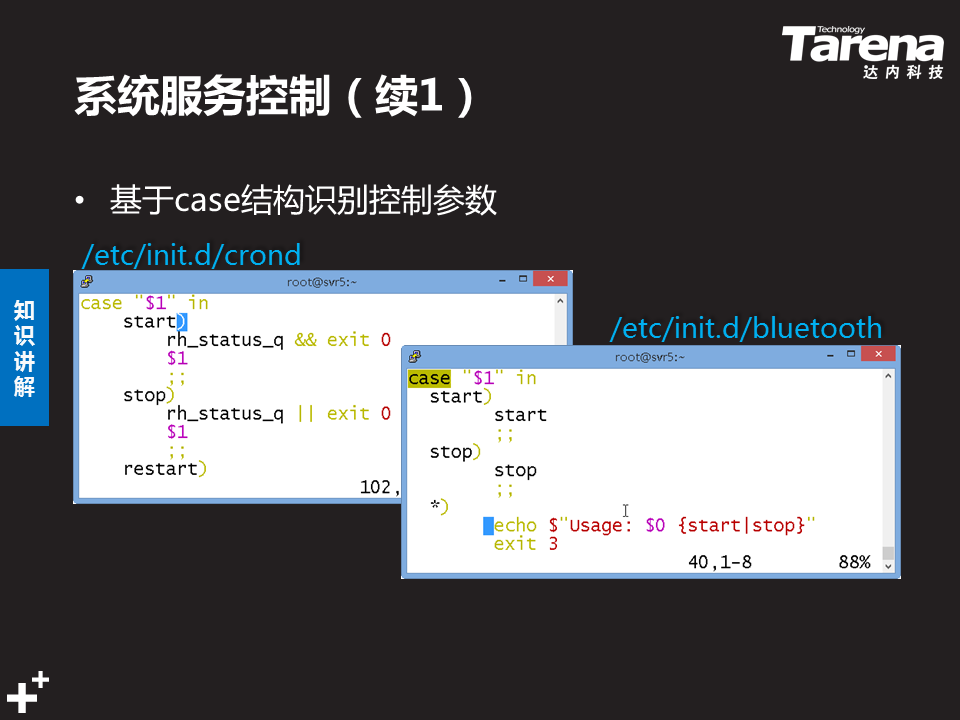 Technology
Tarena
达内科技
系统服务控制（续1）
• 基于case结构识别控制参数
/etc/init.d/crond
知识讲解
root@svr5:~
case "$1" in
start)
rh_status_q && exit 0
$1
;;
stop)
rh_status_q || exit 0
$1
;;
restart)
102,
/etc/init.d/bluetooth
root@svr5:~
case "$1" in
start)
start
;;
stop)
stop
;;
*)
echo $"Usage: $0 {start|stop}"
exit 3
40,1-8 88%